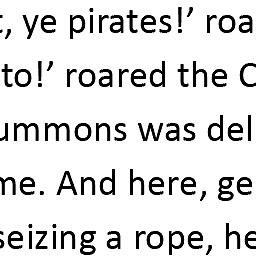 , ye pirates!’ roa
to!’ roared the C
ummons was del
me. And here, ge
seizing a rope, he